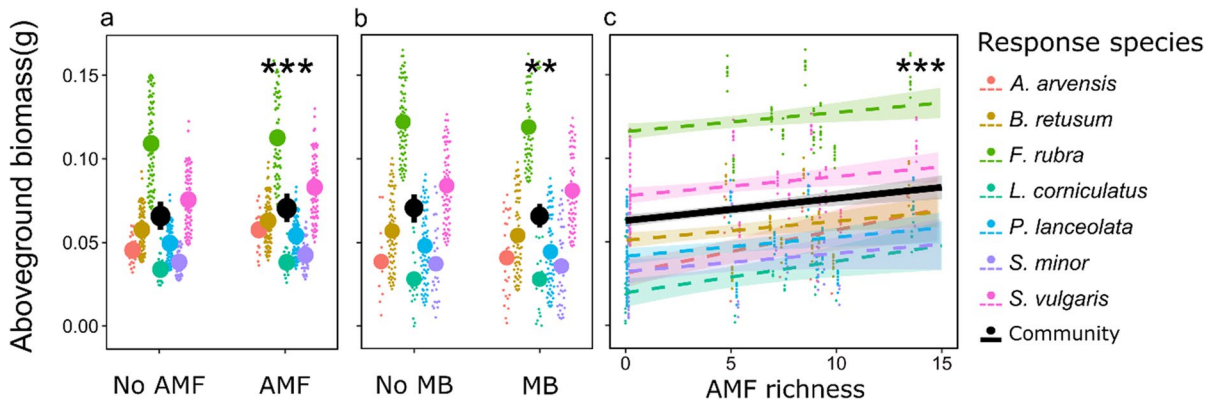 a
b
c
Aboveground biomass(g)
0.15
0.10
0.05
0.00
***
**
***
No AMF
AMF
No MB
MB
0
5
10
15
AMF richness
Response species
A. arvensis
B. retusum
F. rubra
L. corniculatus
P. lanceolata
S. minor
S. vulgaris
Community